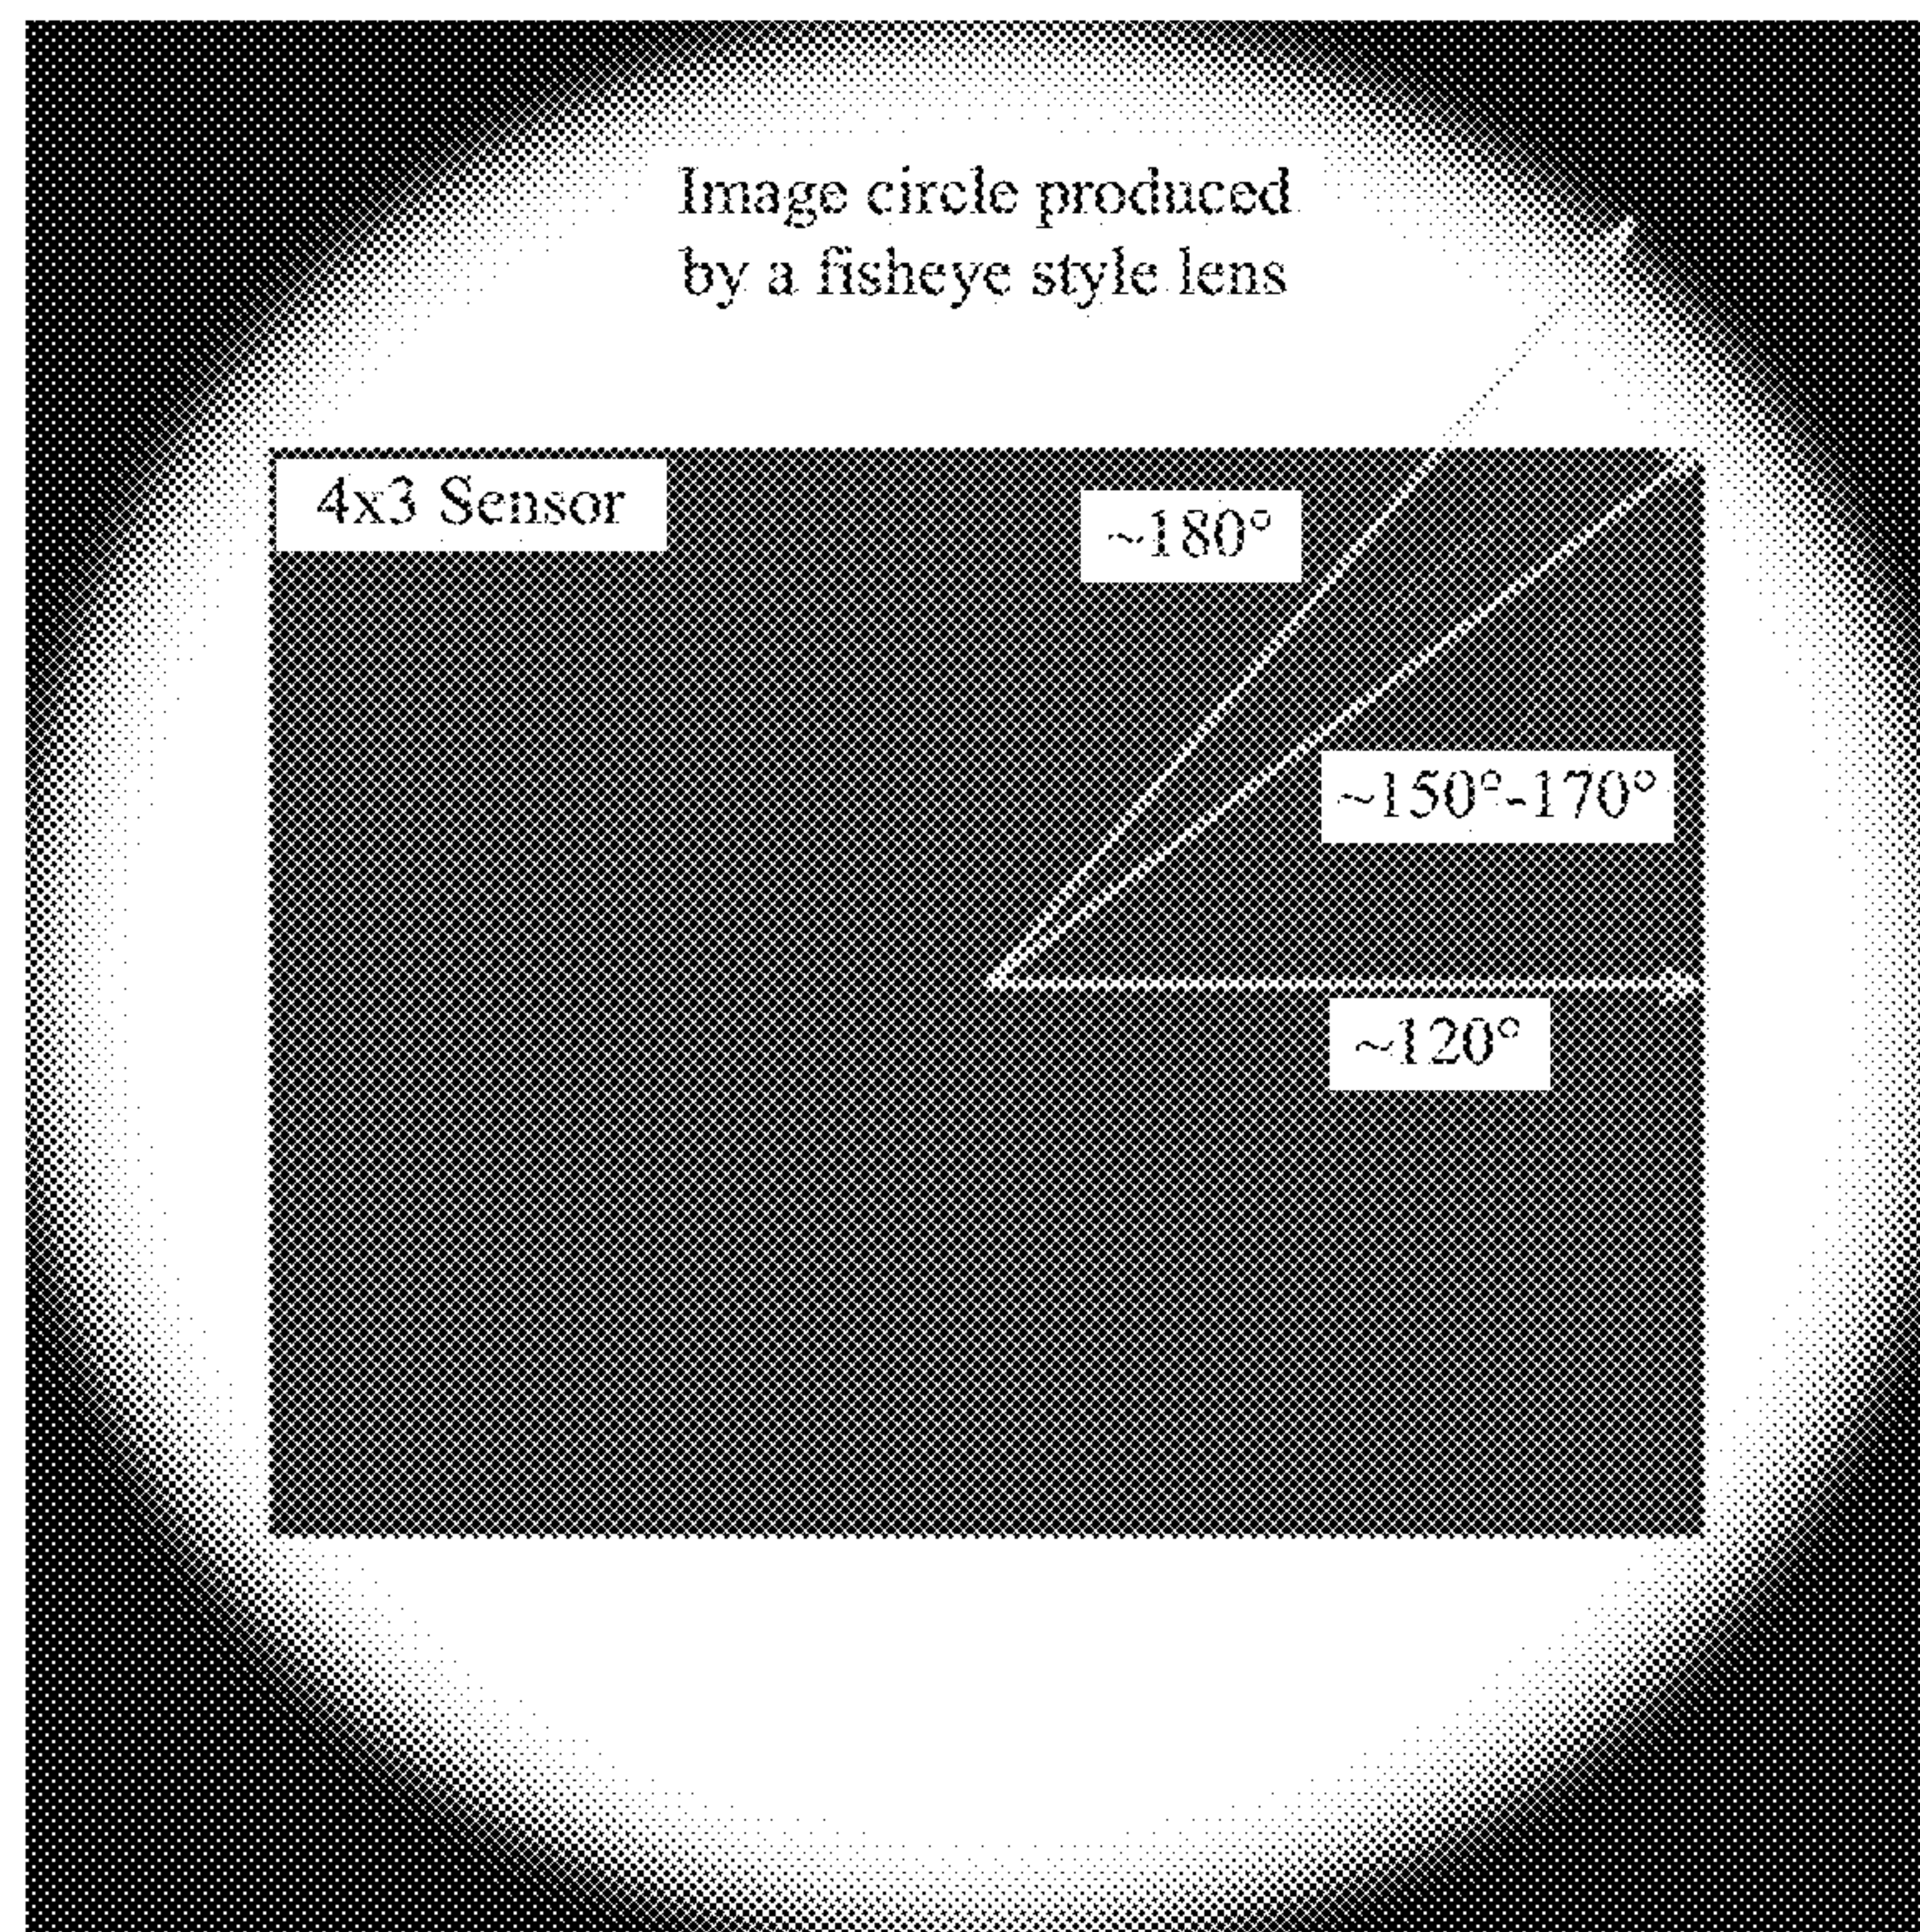 Image circle produced
by a fisheye style lens
4x3 Sensor
~180°
~150°-170°
~120°